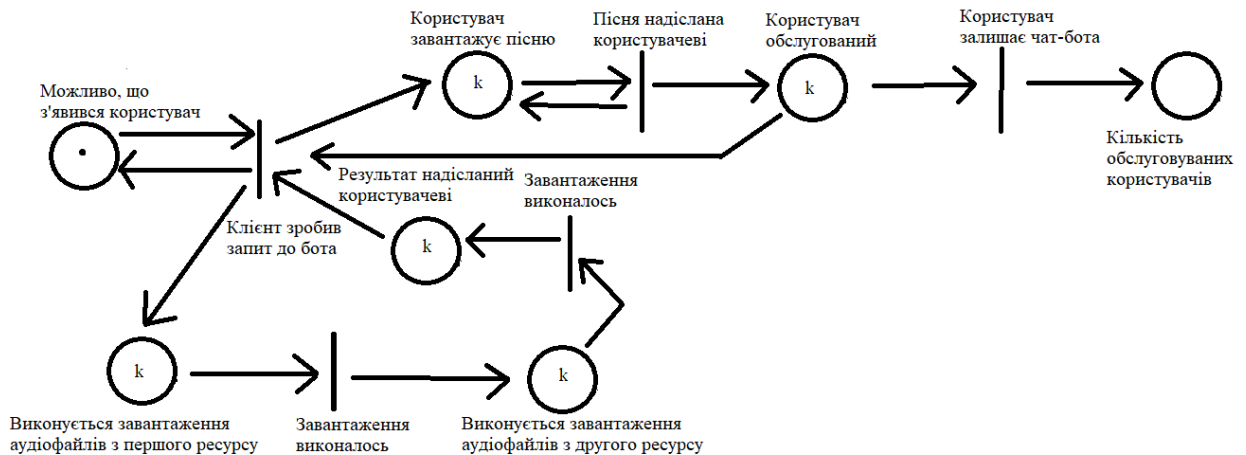 Користувач
завантажує пісню
Пісня надіслана
користувачеві
Користувач
обслугований
Користувач
залишає чат-бота
Можливо, що
з'явився користувач
k
k
Кількість
обслуговуваних
користувачів
Результат надісланий
користувачеві
Завантаження
виконалось
Клієнт зробив
запит до бота
k
k
k
Виконується завантаження
аудіофайлів з першого ресурсу
Завантаження
виконалось
Виконується завантаження
аудіофайлів з другого ресурсу